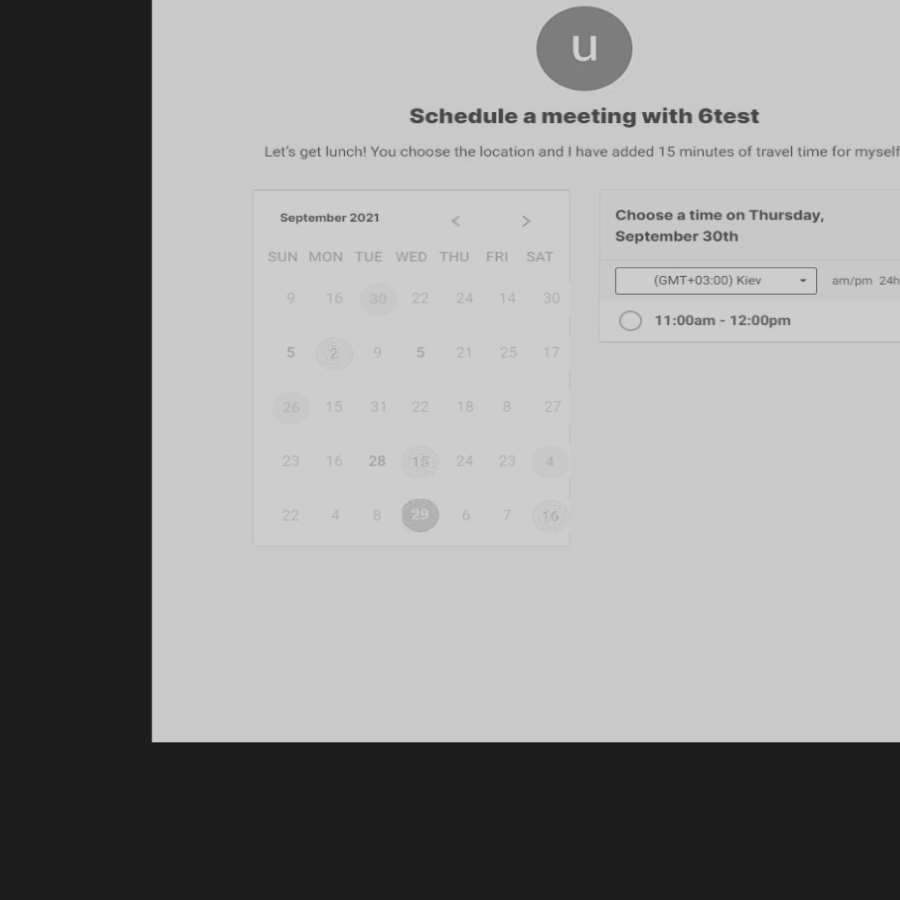 u
Schedule a meeting with 6test
Let's get lunch! You choose the location and I have added 15 minutes of travel time for myself
September 2021 < >
SUN MON TUE WED THU FRI SAT
9 16 30 22 24 14 30
5 2 9 5 21 25 17
26 15 31 22 18 8 27
23 16 28 15 24 23 4
22 4 8 29 6 7 16
Choose a time on Thursday,
September 30th
(GMT+03:00) Kiev am/pm 24h
11:00am - 12:00pm